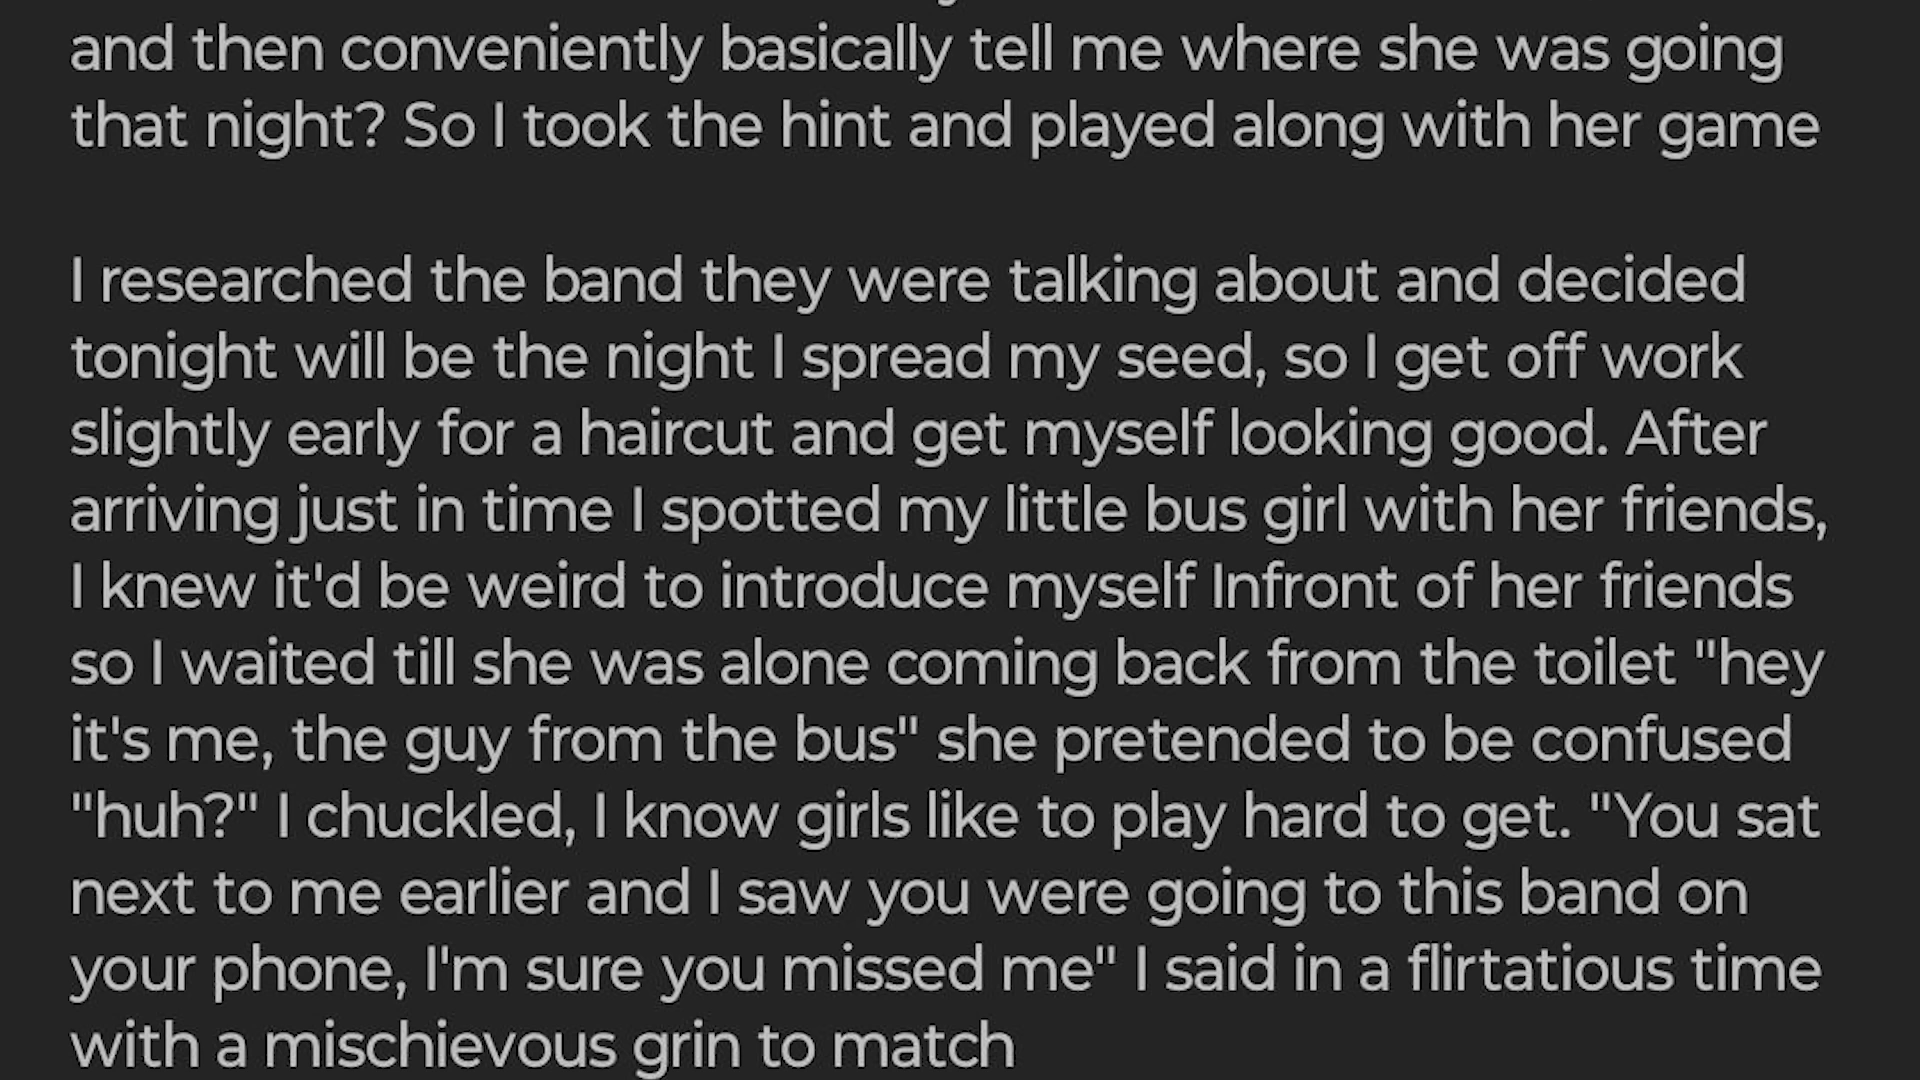 and then conveniently basically tell me where she was going
that night? So I took the hint and played along with her game
I researched the band they were talking about and decided
tonight will be the night I spread my seed, so I get off work
slightly early for a haircut and get myself looking good. After
arriving just in time I spotted my little bus girl with her friends,
I knew it'd be weird to introduce myself Infront of her friends
so I waited till she was alone coming back from the toilet "hey
it's me, the guy from the bus" she pretended to be confused
"huh?" I chuckled, I know girls like to play hard to get. "You sat
next to me earlier and I saw you were going to this band on
your phone, I'm sure you missed me" I said in a flirtatious time
with a mischievous grin to match